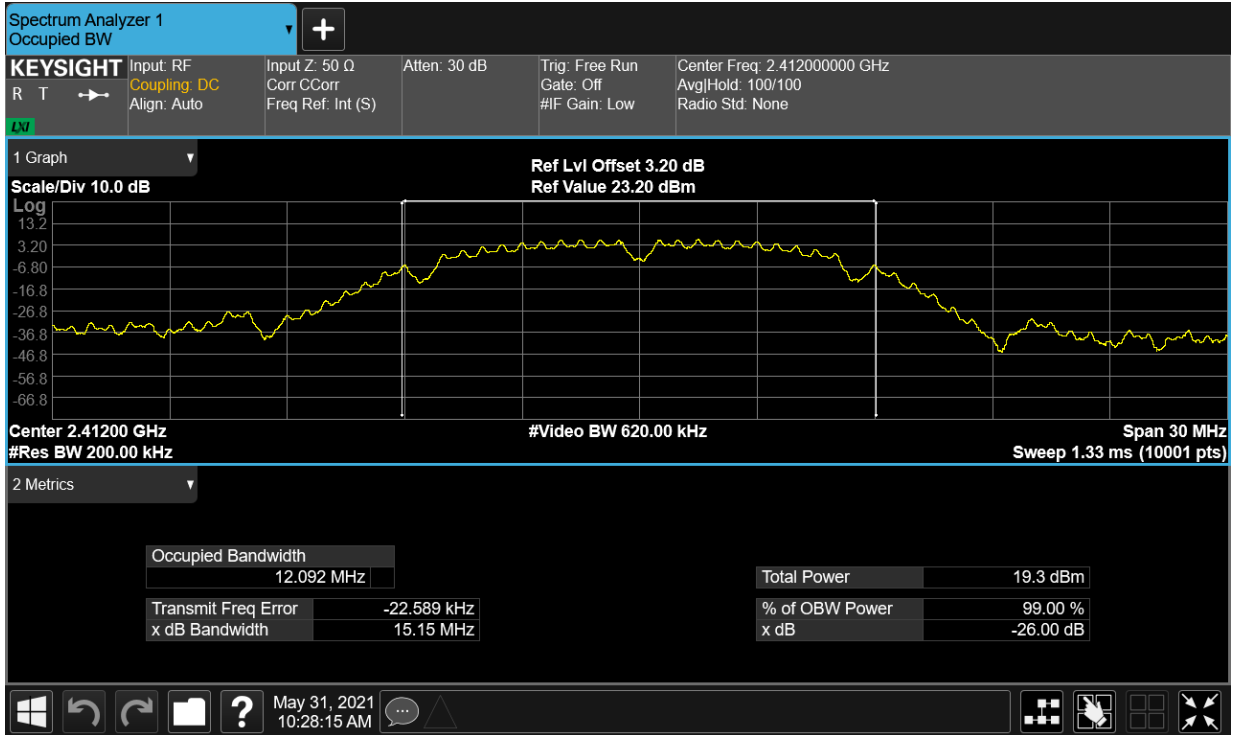 Spectrum Analyzer 1
Occupied BW
KEYSIGHT
R T
LXI
Input: RF
Coupling: DC
Align: Auto
Input Z: 50 Ω
Corr CCorr
Freq Ref: Int (S)
Atten: 30 dB
Trig: Free Run
Gate: Off
#IF Gain: Low
Center Freq: 2.412000000 GHz
Avg|Hold: 100/100
Radio Std: None
1 Graph
Scale/Div 10.0 dB
Ref Lvl Offset 3.20 dB
Ref Value 23.20 dBm
Log
13.2
3.20
-6.80
-16.8
-26.8
-36.8
-46.8
-56.8
-66.8
Center 2.41200 GHz
#Video BW 620.00 kHz
Span 30 MHz
#Res BW 200.00 kHz
Sweep 1.33 ms (10001 pts)
2 Metrics
Occupied Bandwidth
12.092 MHz
Transmit Freq Error -22.589 kHz
x dB Bandwidth 15.15 MHz
Total Power 19.3 dBm
% of OBW Power 99.00 %
x dB -26.00 dB
?
May 31, 2021
10:28:15 AM